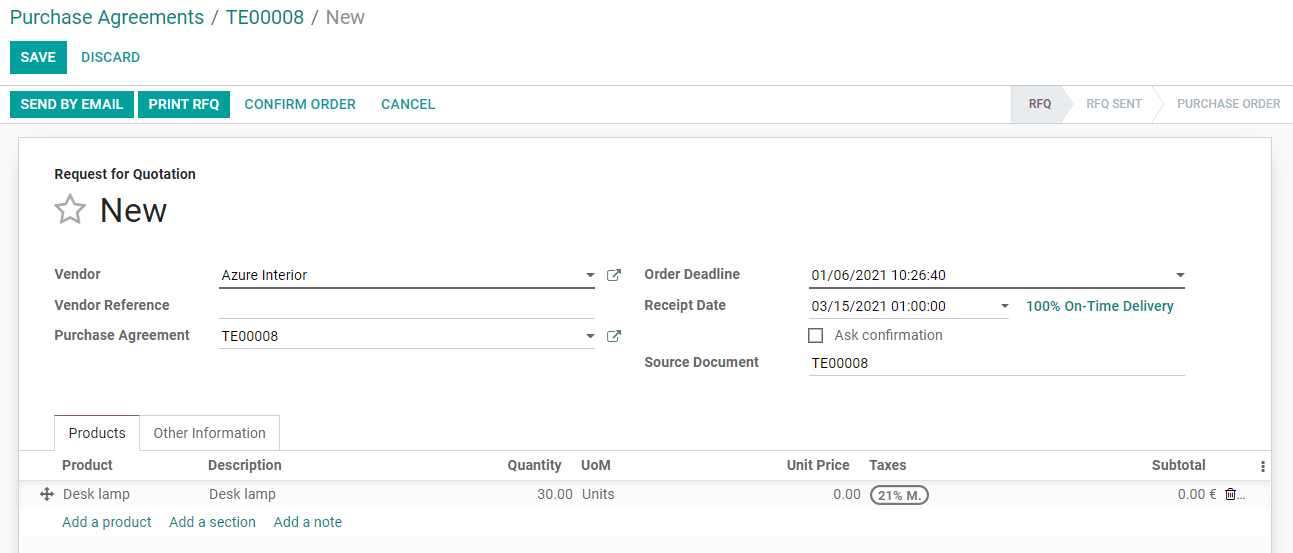 Purchase Agreements / TE00008 / New
SAVE DISCARD
SEND BY EMAIL PRINT RFQ CONFIRM ORDER CANCEL RFQ RFQ SENT PURCHASE ORDER
Request for Quotation
New
Vendor Azure Interior Order Deadline 01/06/2021 10:26:40
Vendor Reference Receipt Date 03/15/2021 01:00:00 100% On-Time Delivery
Purchase Agreement TE00008 Ask confirmation
Source Document TE00008
Products Other Information
Product Description Quantity UoM Unit Price Taxes Subtotal
Desk lamp Desk lamp 30.00 Units 0.00 21% M. 0.00 € ...
Add a product Add a section Add a note